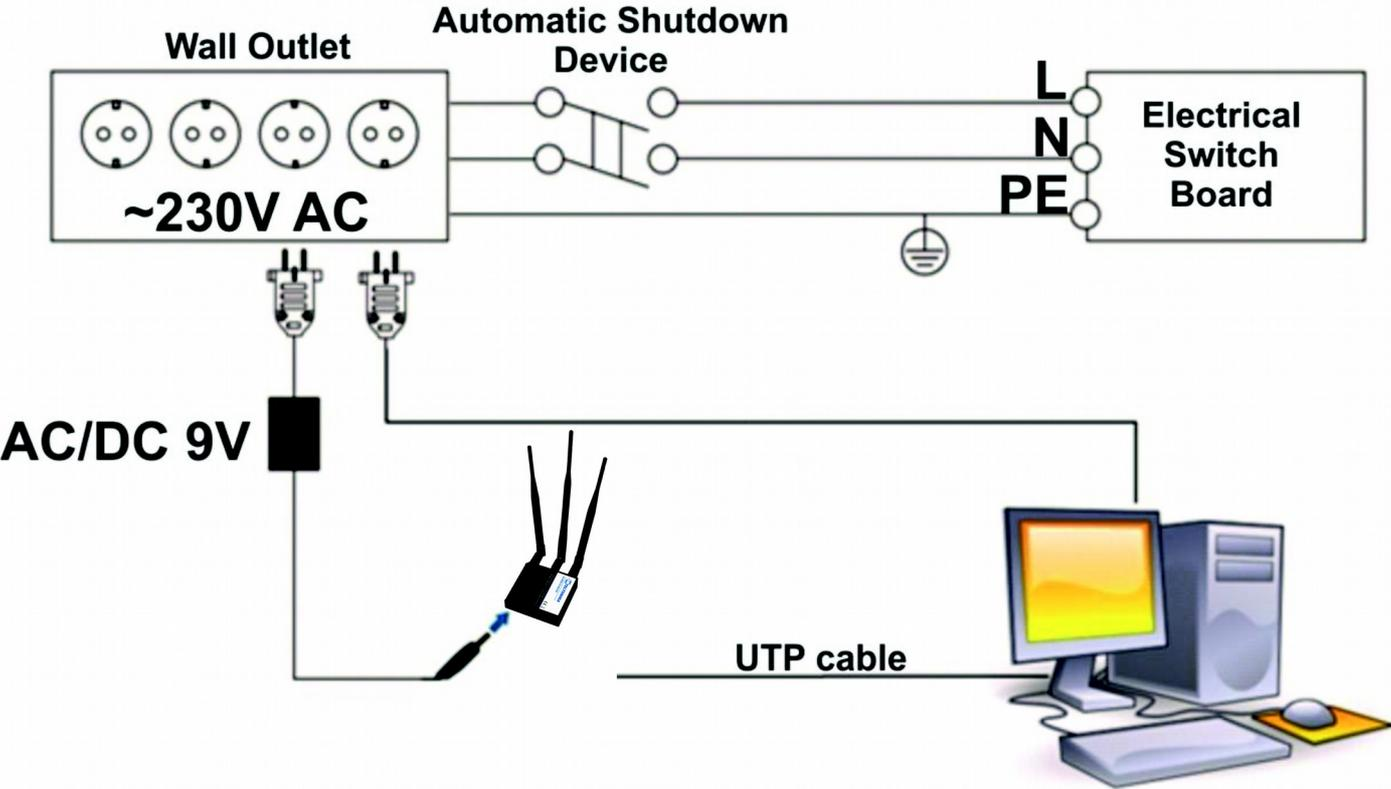 Automatic Shutdown
Device
Wall Outlet
L
N
PE
Electrical
Switch
Board
~230V AC
AC/DC 9V
UTP cable